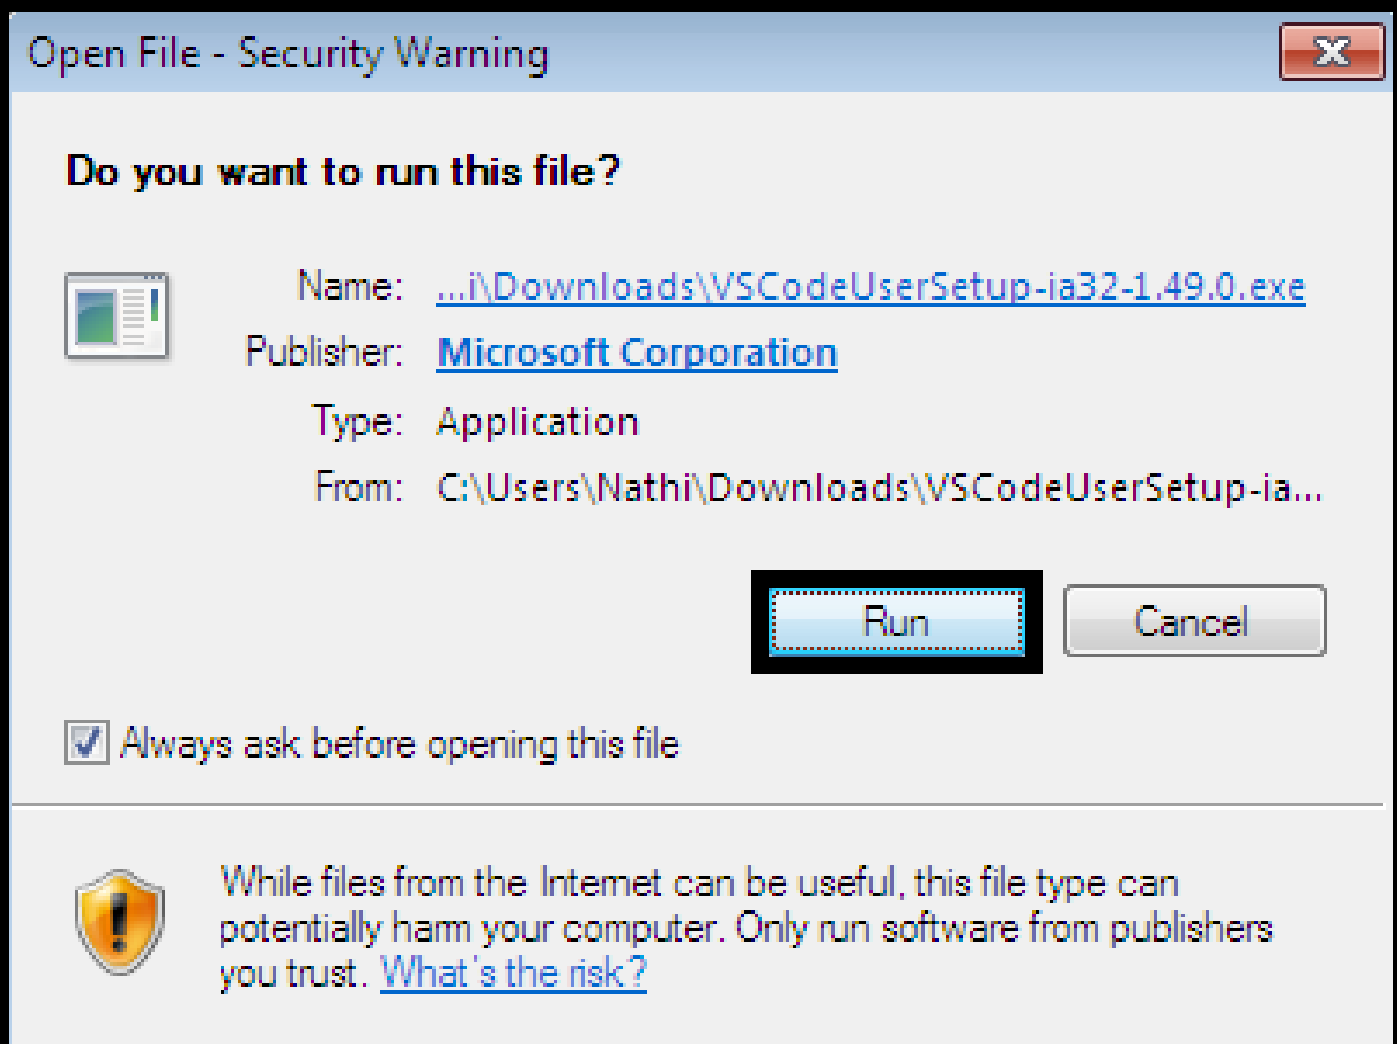 Open File - Security Warning
Do you want to run this file?
Name: ...i\Downloads\VSCodeUserSetup-ia32-1.49.0.exe
Publisher: Microsoft Corporation
Type: Application
From: C:\Users\Nathi\Downloads\VSCodeUserSetup-ia...
Run Cancel
Always ask before opening this file
While files from the Internet can be useful, this file type can
potentially harm your computer. Only run software from publishers
you trust. What's the risk?